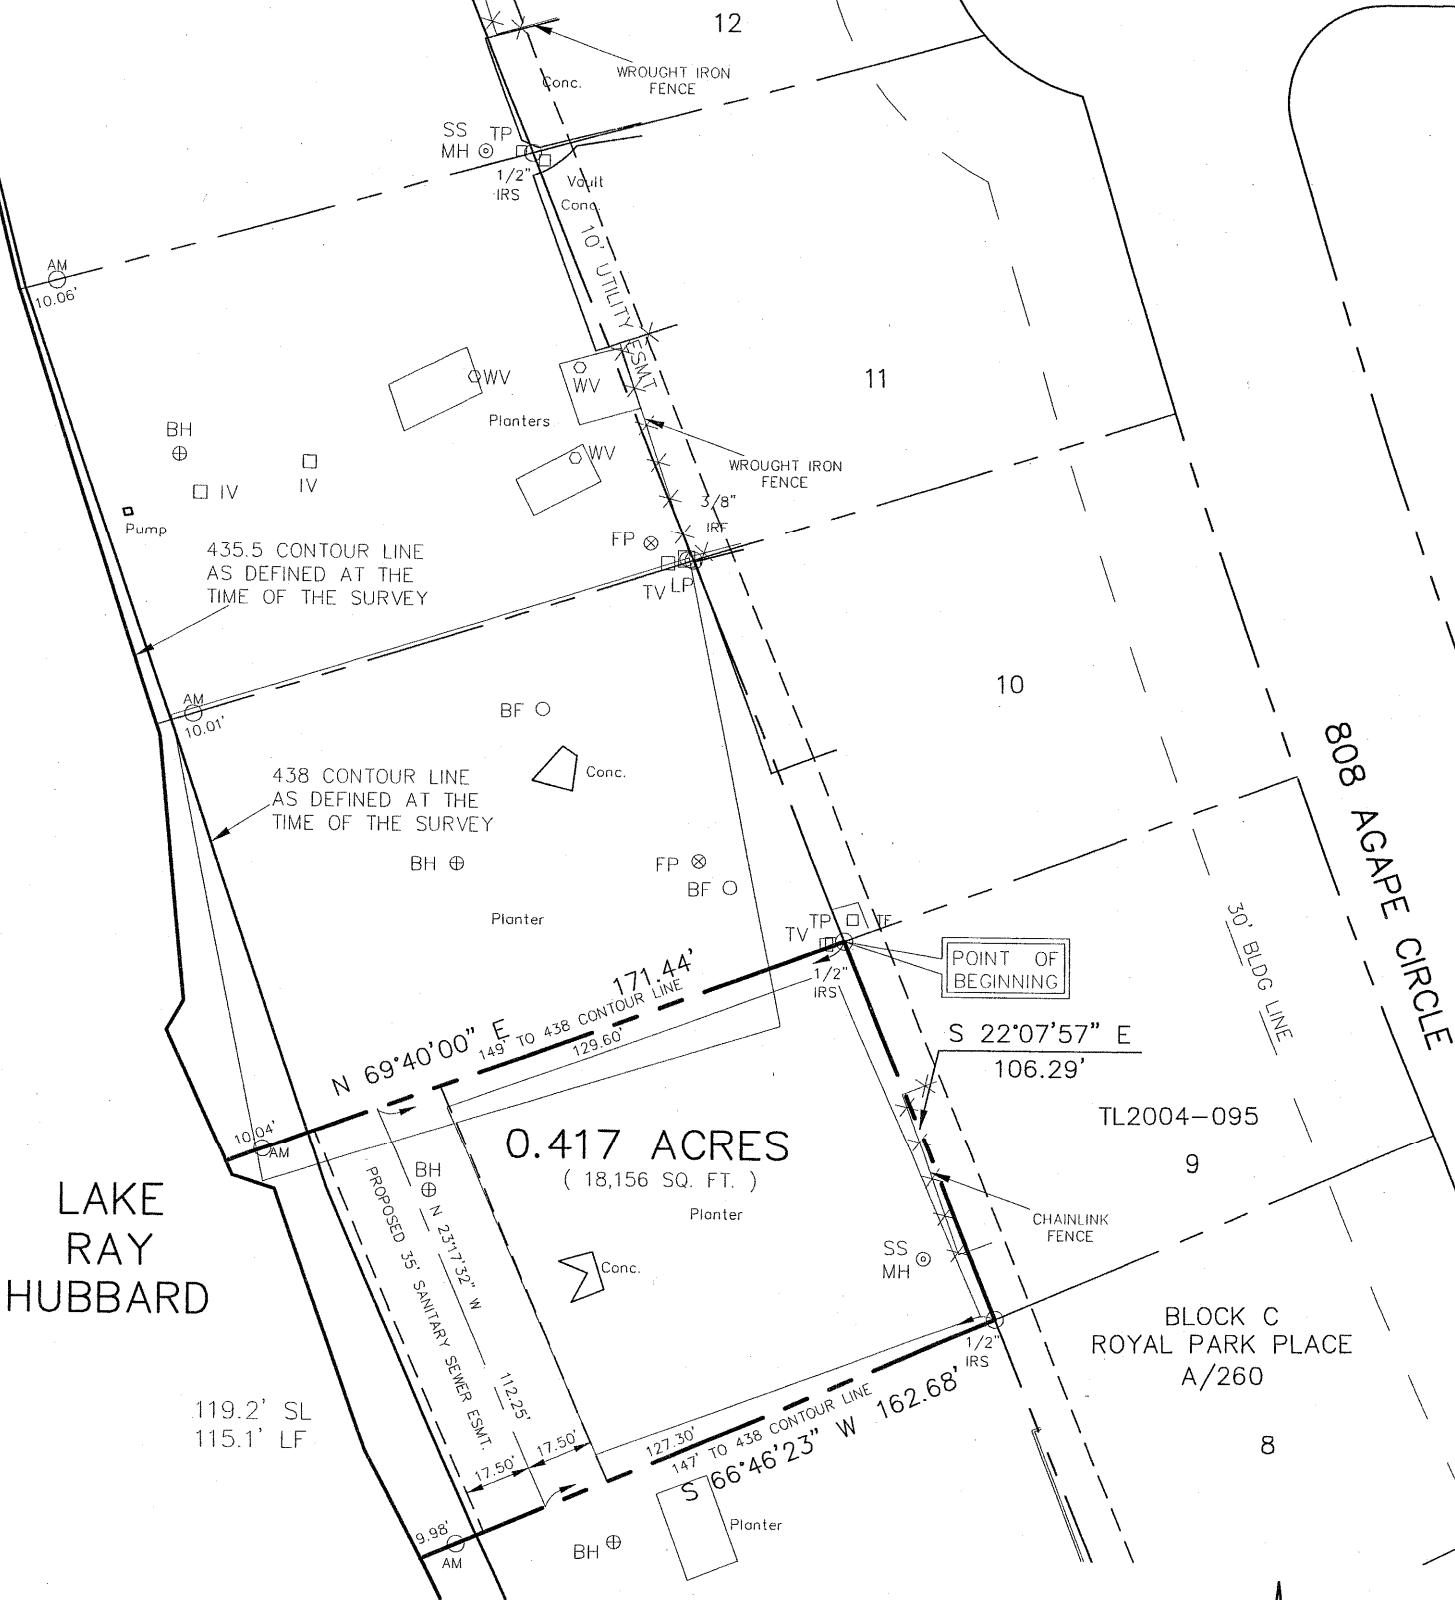 12
WROUGHT IRON
FENCE
Conc.
SS
MH
TP
1/2"
IRS
Vault
Conc.
10' UTILITY ESMT
AM
10.06'
11
WV
WV
Planters
WV
BH
IV
IV
Pump
WROUGHT IRON
FENCE
3/8"
IRF
FP
TV
LP
435.5 CONTOUR LINE
AS DEFINED AT THE
TIME OF THE SURVEY
AM
10.01'
10
BF
Conc.
438 CONTOUR LINE
AS DEFINED AT THE
TIME OF THE SURVEY
BH
FP
BF
Planter
808 AGAPE CIRCLE
30' BLDG LINE
TV
TP
TF
1/2"
IRS
POINT OF
BEGINNING
N 69°40'00" E
171.44'
149' TO 438 CONTOUR LINE
129.60'
S 22°07'57" E
106.29'
TL2004-095
9
10.04'
AM
0.417 ACRES
( 18,156 SQ. FT. )
Planter
LAKE
RAY
HUBBARD
BH
PROPOSED 35' SANITARY SEWER ESMT.
N 23°17'32" W
112.25'
CHAINLINK
FENCE
SS
MH
Conc.
1/2"
IRS
BLOCK C
ROYAL PARK PLACE
A/260
8
119.2' SL
115.1' LF
17.50'
17.50'
127.30'
147' TO 438 CONTOUR LINE
S 66°46'23" W 162.68'
9.98'
AM
BH
Planter